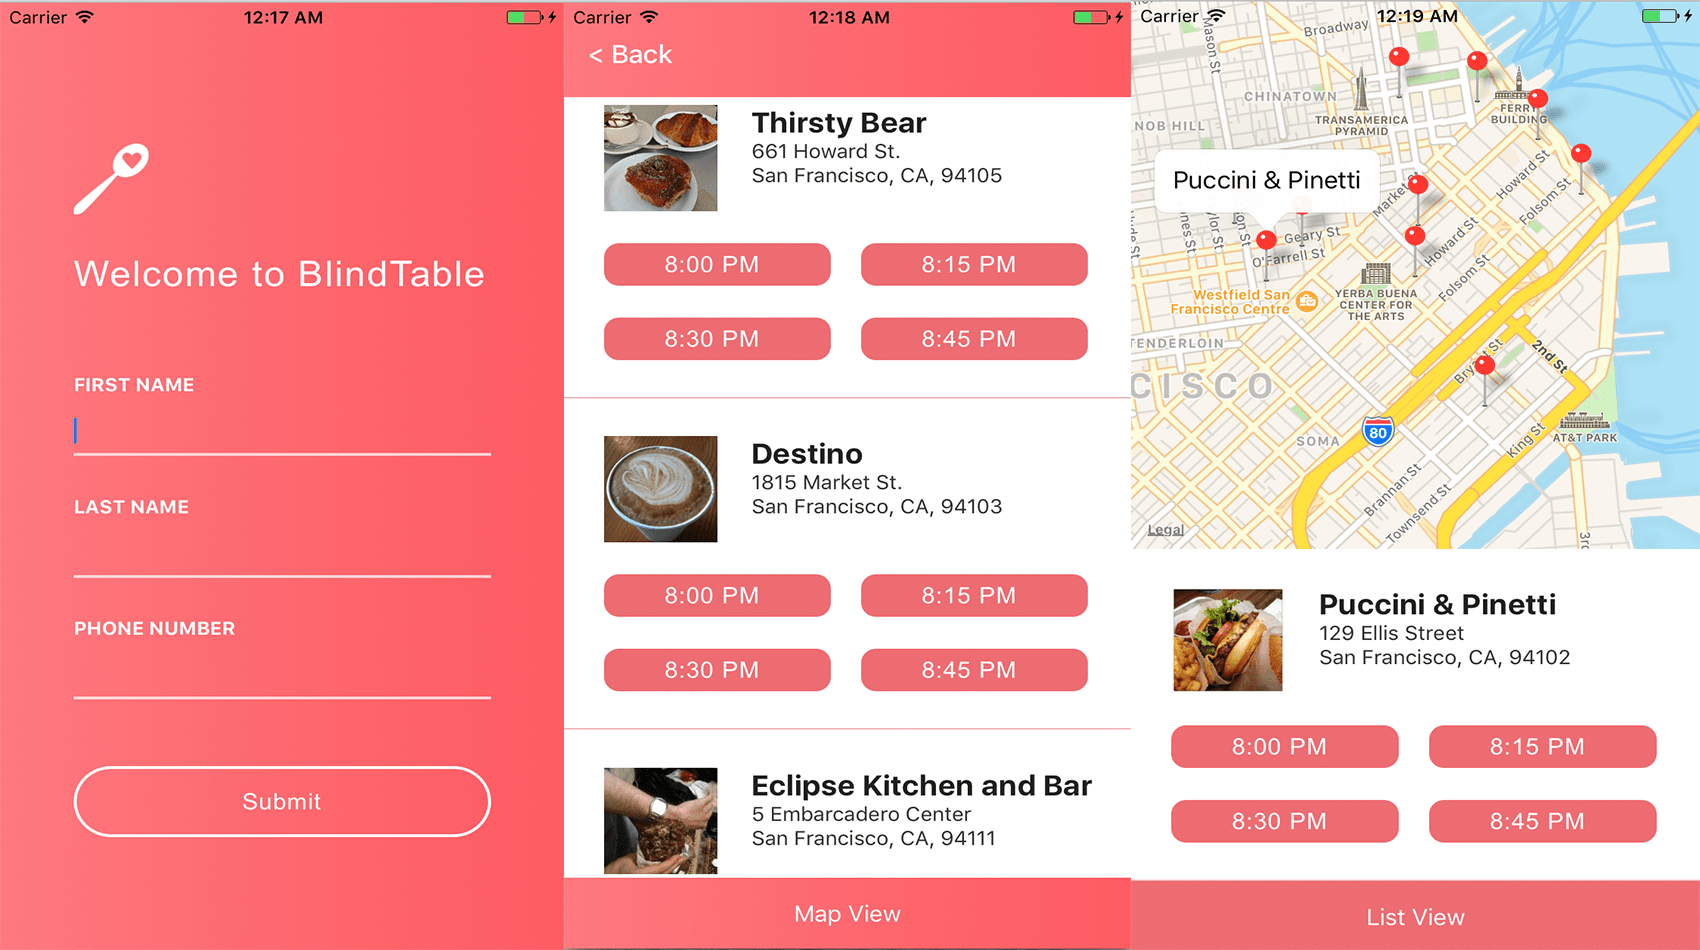 Carrier 12:17 AM
Welcome to BlindTable
FIRST NAME
LAST NAME
PHONE NUMBER
Submit
Carrier 12:18 AM
< Back
Thirsty Bear
661 Howard St.
San Francisco, CA, 94105
8:00 PM 8:15 PM
8:30 PM 8:45 PM
Destino
1815 Market St.
San Francisco, CA, 94103
8:00 PM 8:15 PM
8:30 PM 8:45 PM
Eclipse Kitchen and Bar
5 Embarcadero Center
San Francisco, CA, 94111
Map View
Carrier 12:19 AM
Broadway
Mason St
CHINATOWN
TRANSAMERICA
PYRAMID
FERRY
BUILDING
NOB HILL
Puccini & Pinetti
Market
Howard St
Folsom St
Geary St
O'Farrell St
Howard St
Folsom St
Westfield San
Francisco Centre
YERBA BUENA
CENTER FOR
THE ARTS
TENDERLOIN
2nd St
CISCO
80
SOMA
King St
AT&T PARK
Brannan St
Townsend St
Legal
Puccini & Pinetti
129 Ellis Street
San Francisco, CA, 94102
8:00 PM 8:15 PM
8:30 PM 8:45 PM
List View